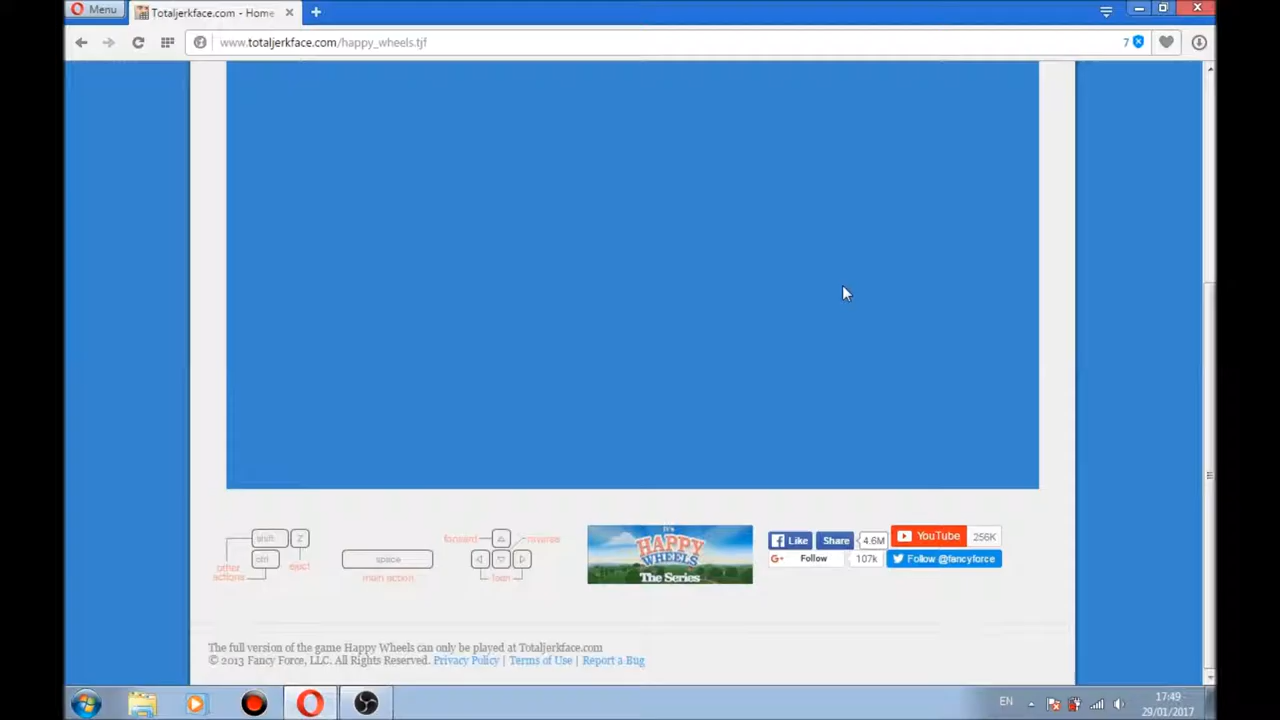 Menu
Totaljerkface.com - Home
www.totaljerkface.com/happy_wheels.tjf
7
shift
Z
ctrl
other
actions
eject
space
main action
forward
reverse
lean
It's
HAPPY
WHEELS
The Series
Like
Share
4.6M
YouTube
256K
Follow
107k
Follow @fancyforce
The full version of the game Happy Wheels can only be played at Totaljerkface.com
© 2013 Fancy Force, LLC. All Rights Reserved. Privacy Policy | Terms of Use | Report a Bug
EN
17:49
29/01/2017